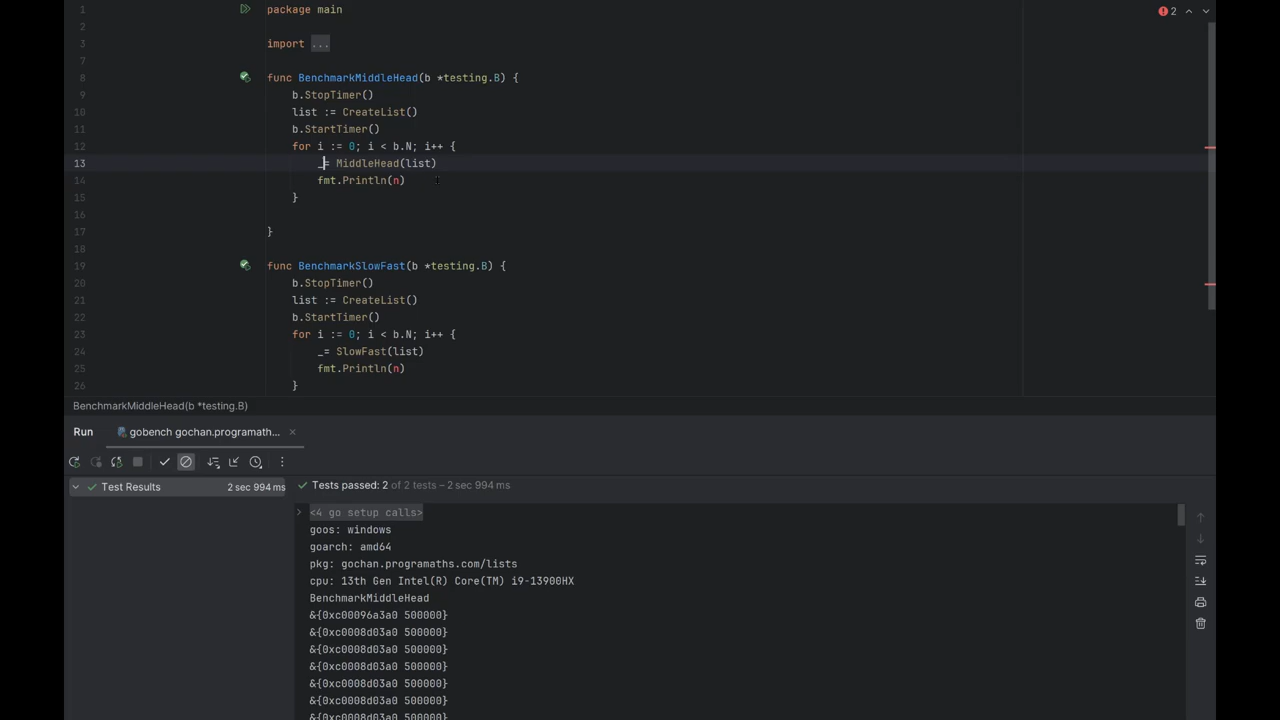 1 package main
2
2
3 import ...
7
8 func BenchmarkMiddleHead(b *testing.B) {
9 b.StopTimer()
10 list := CreateList()
11 b.StartTimer()
12 for i := 0; i < b.N; i++ {
13 _= MiddleHead(list)
14 fmt.Println(n)
15 }
16
17 }
18
19 func BenchmarkSlowFast(b *testing.B) {
20 b.StopTimer()
21 list := CreateList()
22 b.StartTimer()
23 for i := 0; i < b.N; i++ {
24 _= SlowFast(list)
25 fmt.Println(n)
26 }
BenchmarkMiddleHead(b *testing.B)
Run gobench gochan.programath...
Test Results 2 sec 994 ms
Tests passed: 2 of 2 tests – 2 sec 994 ms
<4 go setup calls>
goos: windows
goarch: amd64
pkg: gochan.programaths.com/lists
cpu: 13th Gen Intel(R) Core(TM) i9-13900HX
BenchmarkMiddleHead
&{0xc00096a3a0 500000}
&{0xc0008d03a0 500000}
&{0xc0008d03a0 500000}
&{0xc0008d03a0 500000}
&{0xc0008d03a0 500000}
&{0xc0008d03a0 500000}
&{0xc0008d03a0 500000}